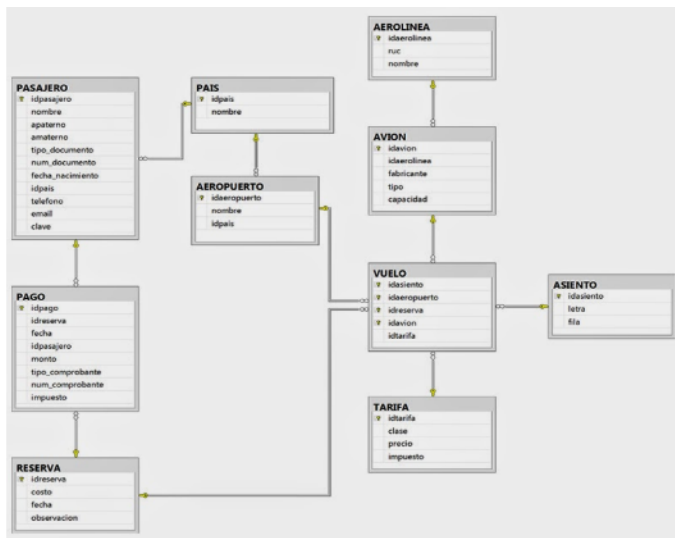 AEROLINEA
idaerolinea
ruc
nombre
PASAJERO
idpasajero
nombre
apaterno
amaterno
tipo_documento
num_documento
fecha_nacimiento
idpais
telefono
email
clave
PAIS
idpais
nombre
AVION
idavion
idaerolinea
fabricante
tipo
capacidad
AEROPUERTO
idaeropuerto
nombre
idpais
PAGO
idpago
idreserva
fecha
idpasajero
monto
tipo_comprobante
num_comprobante
impuesto
VUELO
idasiento
idaeropuerto
idreserva
idavion
idtarifa
ASIENTO
idasiento
letra
fila
TARIFA
idtarifa
clase
precio
impuesto
RESERVA
idreserva
costo
fecha
observacion